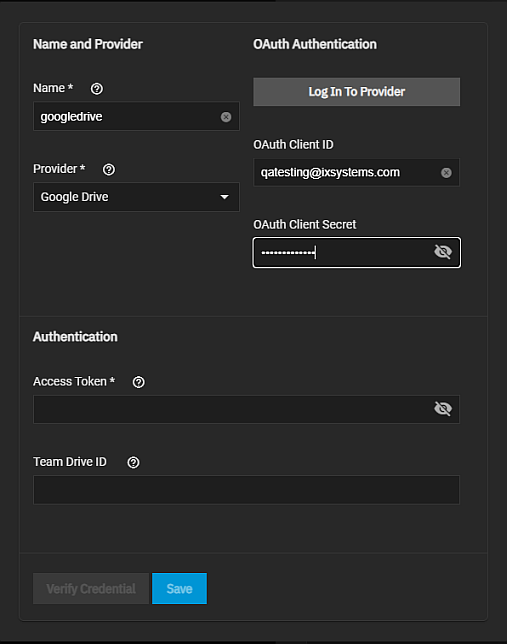 Name and Provider
OAuth Authentication
Name *
googledrive
Log In To Provider
Provider *
Google Drive
OAuth Client ID
qatesting@ixsystems.com
OAuth Client Secret
•••••••••••••
Authentication
Access Token *
Team Drive ID
Verify Credential
Save